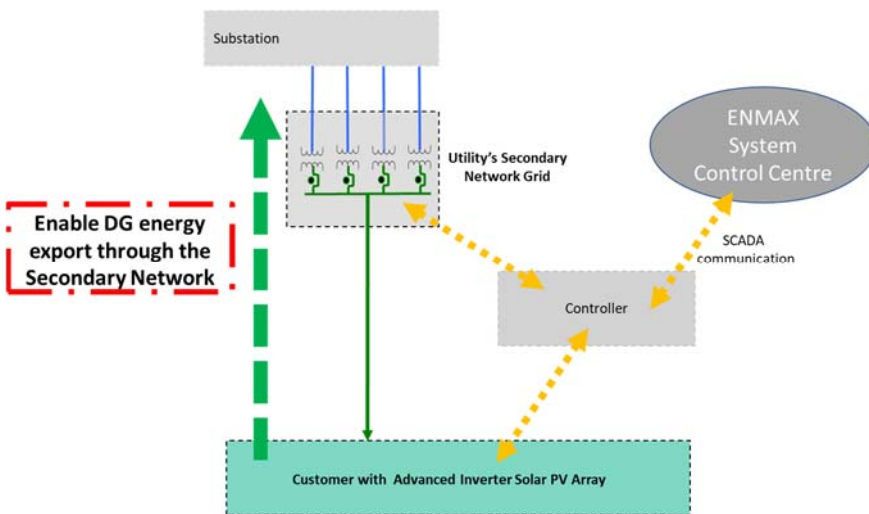 Substation
ENMAX
System
Control Centre
Utility's Secondary
Network Grid
Enable DG energy
export through the
Secondary Network
SCADA
communication
Controller
Customer with Advanced Inverter Solar PV Array